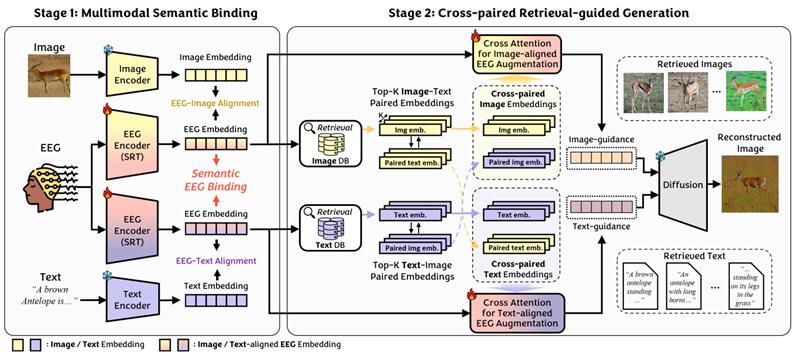 Stage 1: Multimodal Semantic Binding
Stage 2: Cross-paired Retrieval-guided Generation
Image
Image
Encoder
Image Embedding
EEG-Image Alignment
EEG
EEG
Encoder
(SRT)
EEG Embedding
Semantic
EEG Binding
EEG
Encoder
(SRT)
EEG Embedding
EEG-Text Alignment
Text
"A brown
Antelope is…"
Text
Encoder
Text Embedding
Cross Attention
for Image-aligned
EEG Augmentation
Top-K Image-Text
Paired Embeddings
Cross-paired
Image Embeddings
Retrieval
Image DB
K
Img emb.
Paired text emb.
Img emb.
Paired img emb.
Retrieval
Text DB
Text emb.
Paired img emb.
Top-K Text-Image
Paired Embeddings
Text emb.
Paired text emb.
Cross-paired
Text Embeddings
Cross Attention
for Text-aligned
EEG Augmentation
Retrieved Images
...
Image-guidance
Text-guidance
Diffusion
Reconstructed
Image
Retrieved Text
"A brown
antelope
standing
…"
"An
antelope
with long
horns…"
...
"…
standing
on its legs
in the
grass"
: Image / Text Embedding
: Image / Text-aligned EEG Embedding